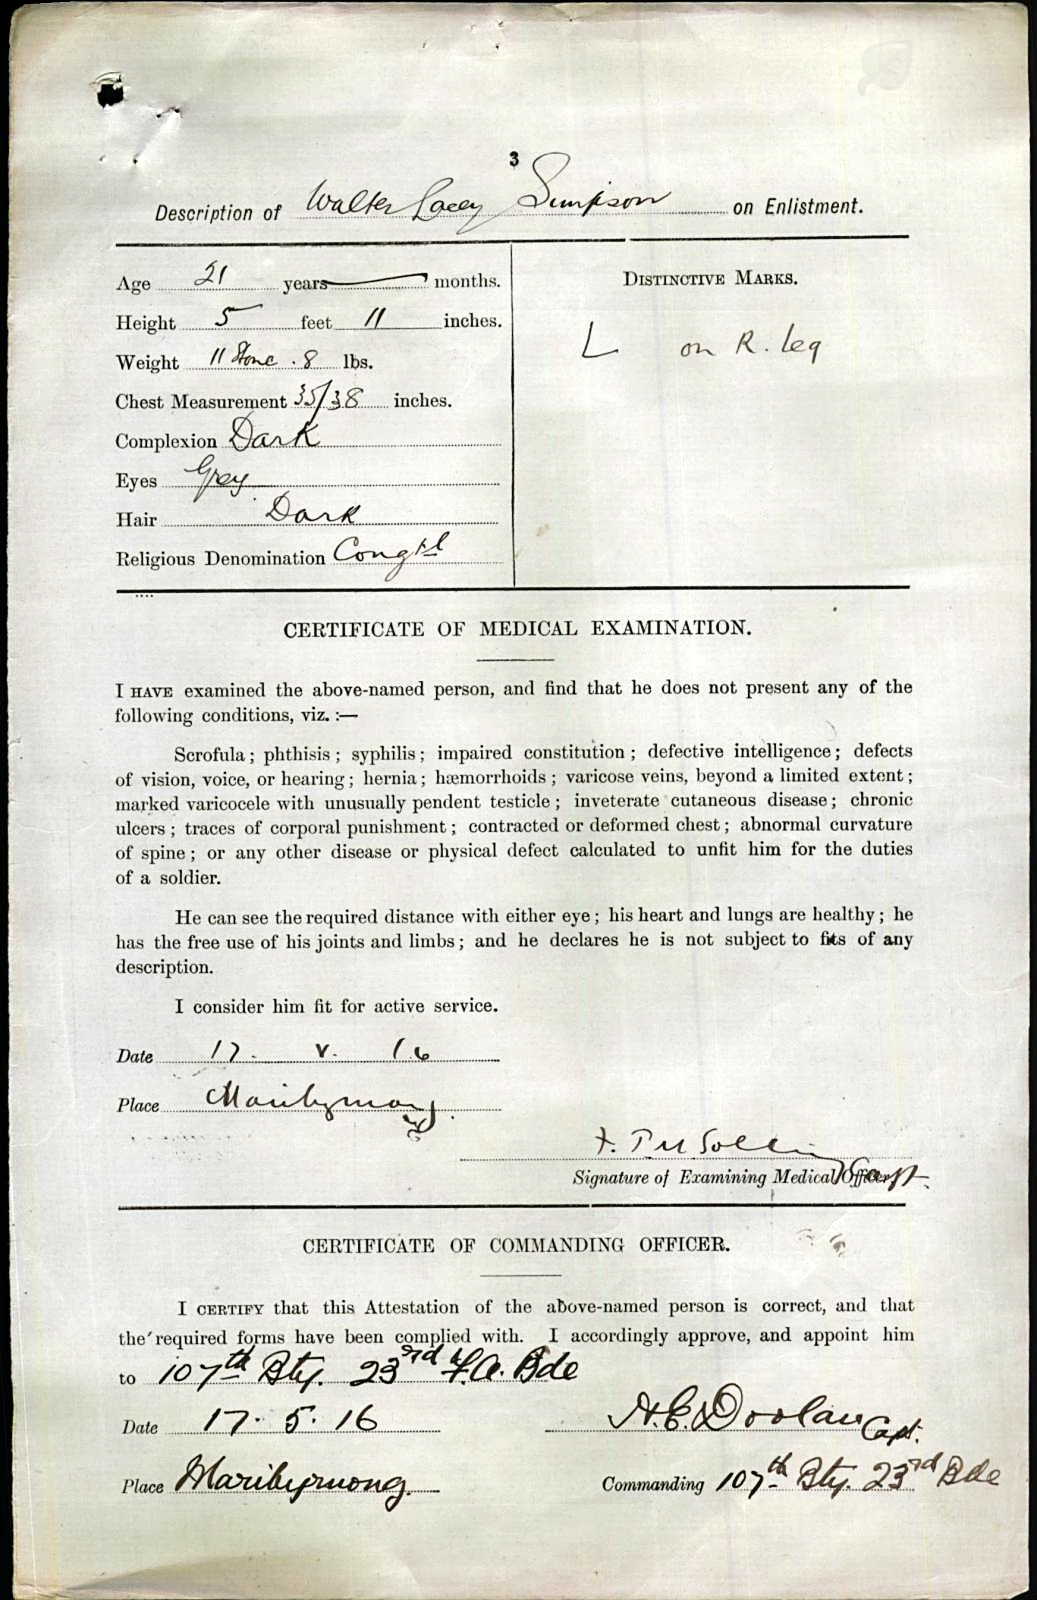 3
Description of Walter Lacey Simpson on Enlistment.
Age 21 years months.
Height 5 feet 11 inches.
Weight 11 Stone . 8 lbs.
Chest Measurement 35/38 inches.
Complexion Dark
Eyes Grey
Hair Dark
Religious Denomination Congtl
DISTINCTIVE MARKS.
L on R. leg
CERTIFICATE OF MEDICAL EXAMINATION.
I HAVE examined the above-named person, and find that he does not present any of the
following conditions, viz. :—
Scrofula ; phthisis ; syphilis ; impaired constitution ; defective intelligence ; defects
of vision, voice, or hearing ; hernia ; hæmorrhoids ; varicose veins, beyond a limited extent ;
marked varicocele with unusually pendent testicle ; inveterate cutaneous disease ; chronic
ulcers ; traces of corporal punishment ; contracted or deformed chest ; abnormal curvature
of spine ; or any other disease or physical defect calculated to unfit him for the duties
of a soldier.
He can see the required distance with either eye ; his heart and lungs are healthy ; he
has the free use of his joints and limbs ; and he declares he is not subject to fits of any
description.
I consider him fit for active service.
Date 17. V. 16
Place Maribyrnong
Capt.
Signature of Examining Medical Officer.
CERTIFICATE OF COMMANDING OFFICER.
I CERTIFY that this Attestation of the above-named person is correct, and that
the required forms have been complied with. I accordingly approve, and appoint him
to 107th Bty. 23rd F.A. Bde
Date 17. 5. 16 Doolan Capt.
Place Maribyrnong. Commanding 107th Bty. 23rd Bde